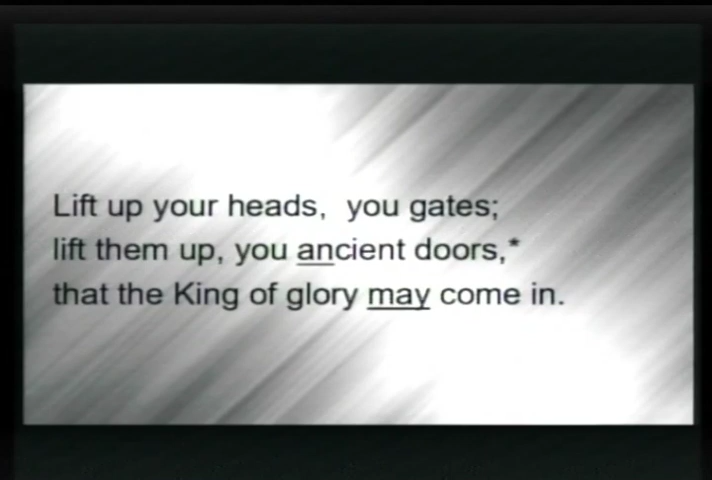 Lift up your heads,  you gates;
lift them up, you ancient doors,*
that the King of glory may come in.